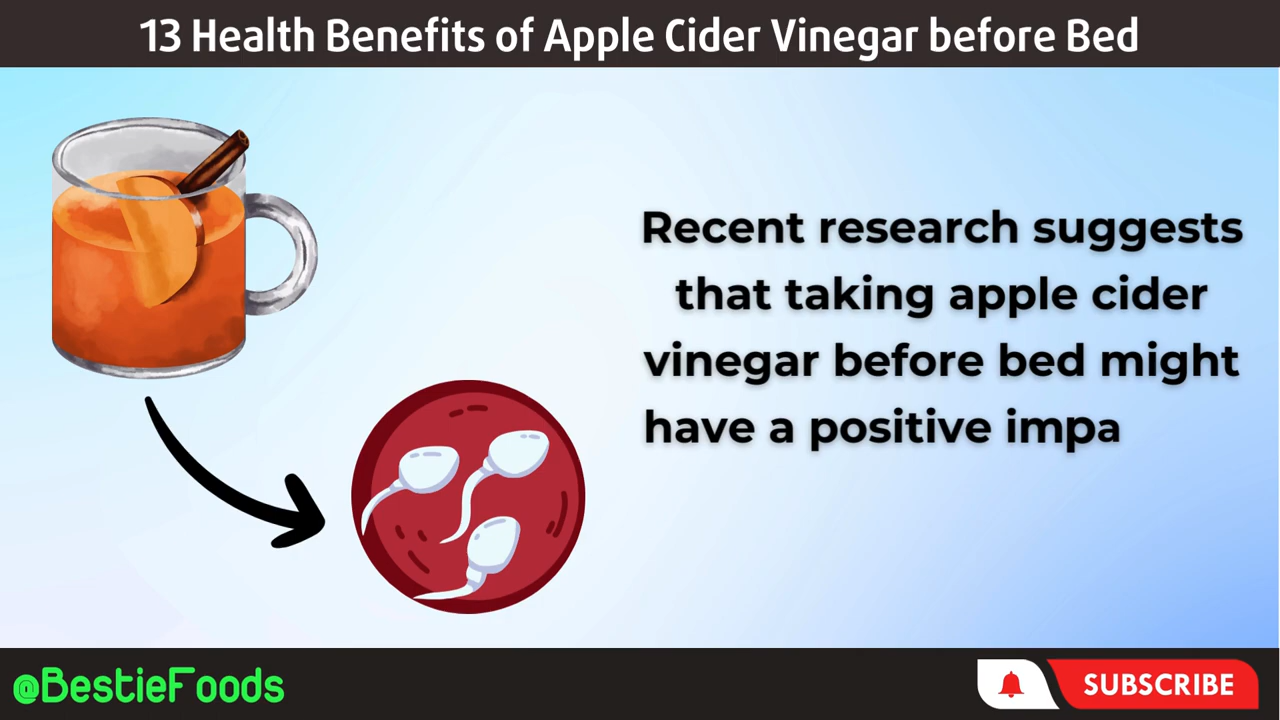 13 Health Benefits of Apple Cider Vinegar before Bed
Recent research suggests
that taking apple cider
vinegar before bed might
have a positive impa
@BestieFoods
SUBSCRIBE